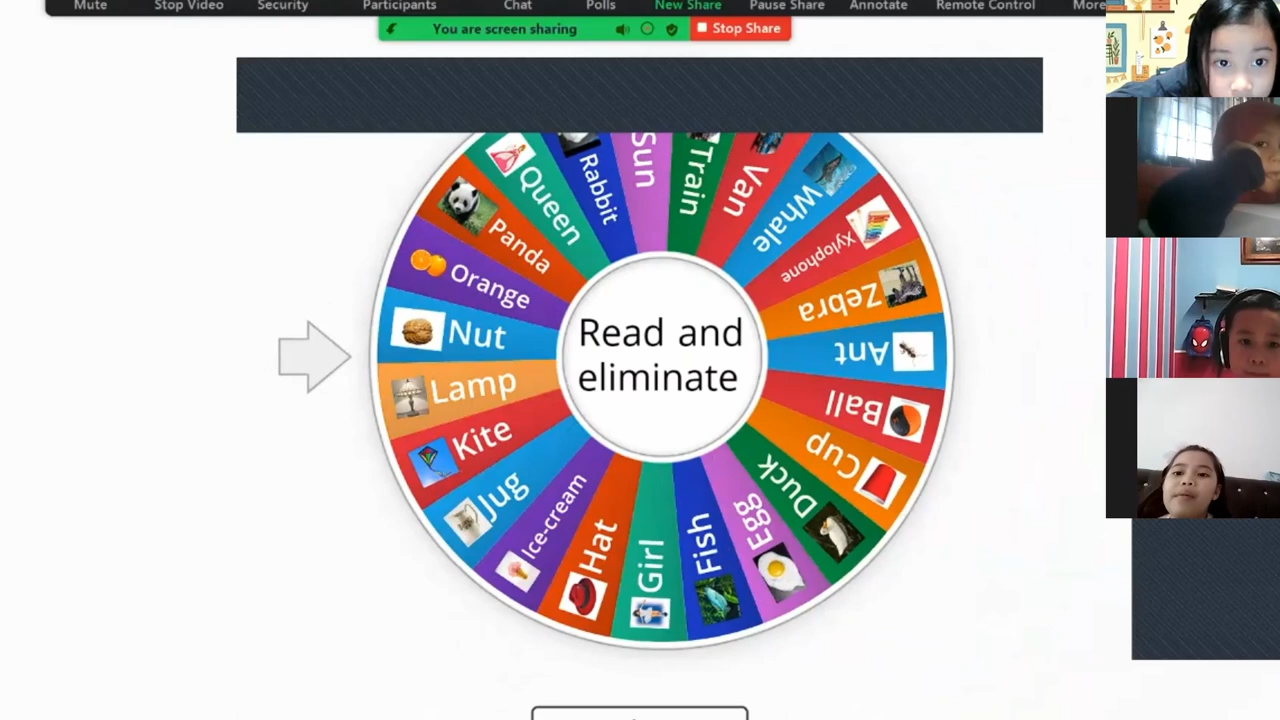 Mute Stop Video Security Participants Chat Polls New Share Pause Share Annotate Remote Control More
You are screen sharing Stop Share
Sun
Train
Van
Whale
Xylophone
Zebra
Ant
Ball
Cup
Duck
Egg
Fish
Girl
Hat
Ice-cream
Jug
Kite
Lamp
Nut
Orange
Panda
Queen
Rabbit
Read and
eliminate